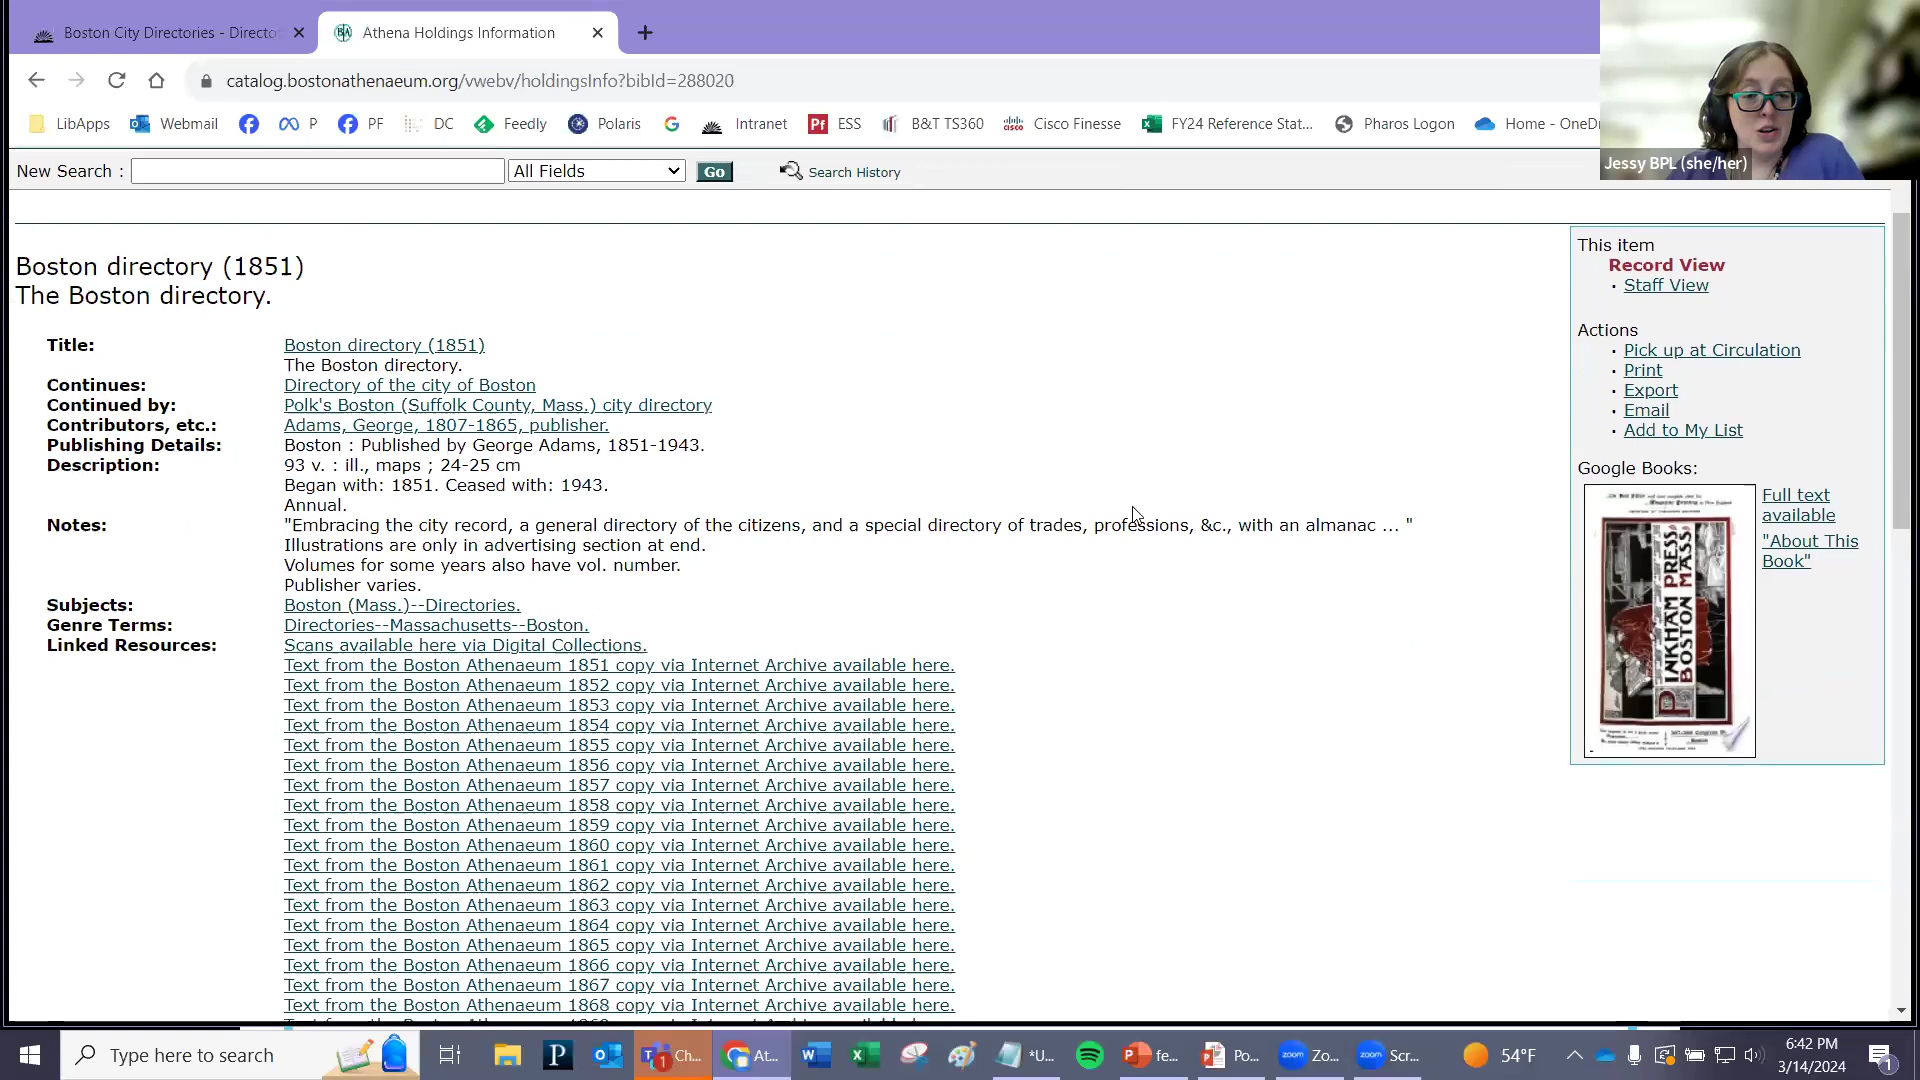 Boston City Directories - Directo
Athena Holdings Information
catalog.bostonathenaeum.org/vwebv/holdingsInfo?bibId=288020
LibApps
Webmail
P
PF
DC
Feedly
Polaris
Intranet
Pf ESS
B&T TS360
CISCO Cisco Finesse
FY24 Reference Stat...
Pharos Logon
Home - OneDr
Jessy BPL (she/her)
New Search :
All Fields
Go
Search History
Boston directory (1851)
The Boston directory.
Title: Boston directory (1851)
The Boston directory.
Continues: Directory of the city of Boston
Continued by: Polk's Boston (Suffolk County, Mass.) city directory
Contributors, etc.: Adams, George, 1807-1865, publisher.
Publishing Details: Boston : Published by George Adams, 1851-1943.
Description: 93 v. : ill., maps ; 24-25 cm
Began with: 1851. Ceased with: 1943.
Annual.
Notes: "Embracing the city record, a general directory of the citizens, and a special directory of trades, professions, &c., with an almanac ... "
Illustrations are only in advertising section at end.
Volumes for some years also have vol. number.
Publisher varies.
Subjects: Boston (Mass.)--Directories.
Genre Terms: Directories--Massachusetts--Boston.
Linked Resources: Scans available here via Digital Collections.
Text from the Boston Athenaeum 1851 copy via Internet Archive available here.
Text from the Boston Athenaeum 1852 copy via Internet Archive available here.
Text from the Boston Athenaeum 1853 copy via Internet Archive available here.
Text from the Boston Athenaeum 1854 copy via Internet Archive available here.
Text from the Boston Athenaeum 1855 copy via Internet Archive available here.
Text from the Boston Athenaeum 1856 copy via Internet Archive available here.
Text from the Boston Athenaeum 1857 copy via Internet Archive available here.
Text from the Boston Athenaeum 1858 copy via Internet Archive available here.
Text from the Boston Athenaeum 1859 copy via Internet Archive available here.
Text from the Boston Athenaeum 1860 copy via Internet Archive available here.
Text from the Boston Athenaeum 1861 copy via Internet Archive available here.
Text from the Boston Athenaeum 1862 copy via Internet Archive available here.
Text from the Boston Athenaeum 1863 copy via Internet Archive available here.
Text from the Boston Athenaeum 1864 copy via Internet Archive available here.
Text from the Boston Athenaeum 1865 copy via Internet Archive available here.
Text from the Boston Athenaeum 1866 copy via Internet Archive available here.
Text from the Boston Athenaeum 1867 copy via Internet Archive available here.
Text from the Boston Athenaeum 1868 copy via Internet Archive available here.
This item
Record View
Staff View
Actions
Pick up at Circulation
Print
Export
Email
Add to My List
Google Books:
PINKHAM PRESS,
BOSTON MASS.
Full text
available
"About This
Book"
Type here to search
1
Ch...
At...
*U...
fe...
Po...
zoom Zo...
zoom Scr...
54°F
6:42 PM
3/14/2024
1